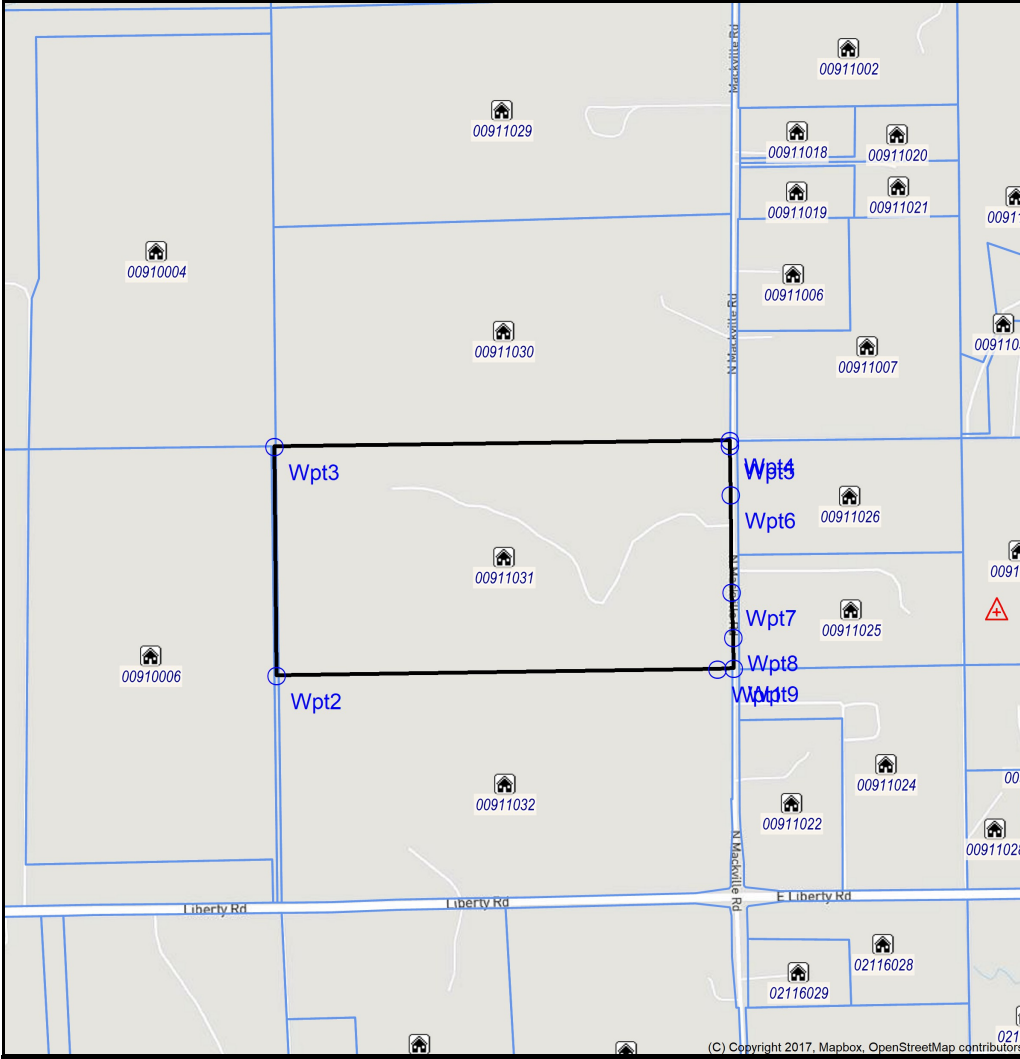 Mackville Rd
00911002
00911029
00911018
00911020
00911019
00911021
00910004
00911006
N Mackville Rd
00911030
00911007
Wpt3
Wpt4
Wpt5
00911026
Wpt6
00911031
Wpt7
00911025
00910006
Wpt8
Wpt2
Wpt1
Wpt9
00911032
00911024
00911022
N Mackville Rd
Liberty Rd
Liberty Rd
E Liberty Rd
02116028
02116029
(C) Copyright 2017, Mapbox, OpenStreetMap contributors